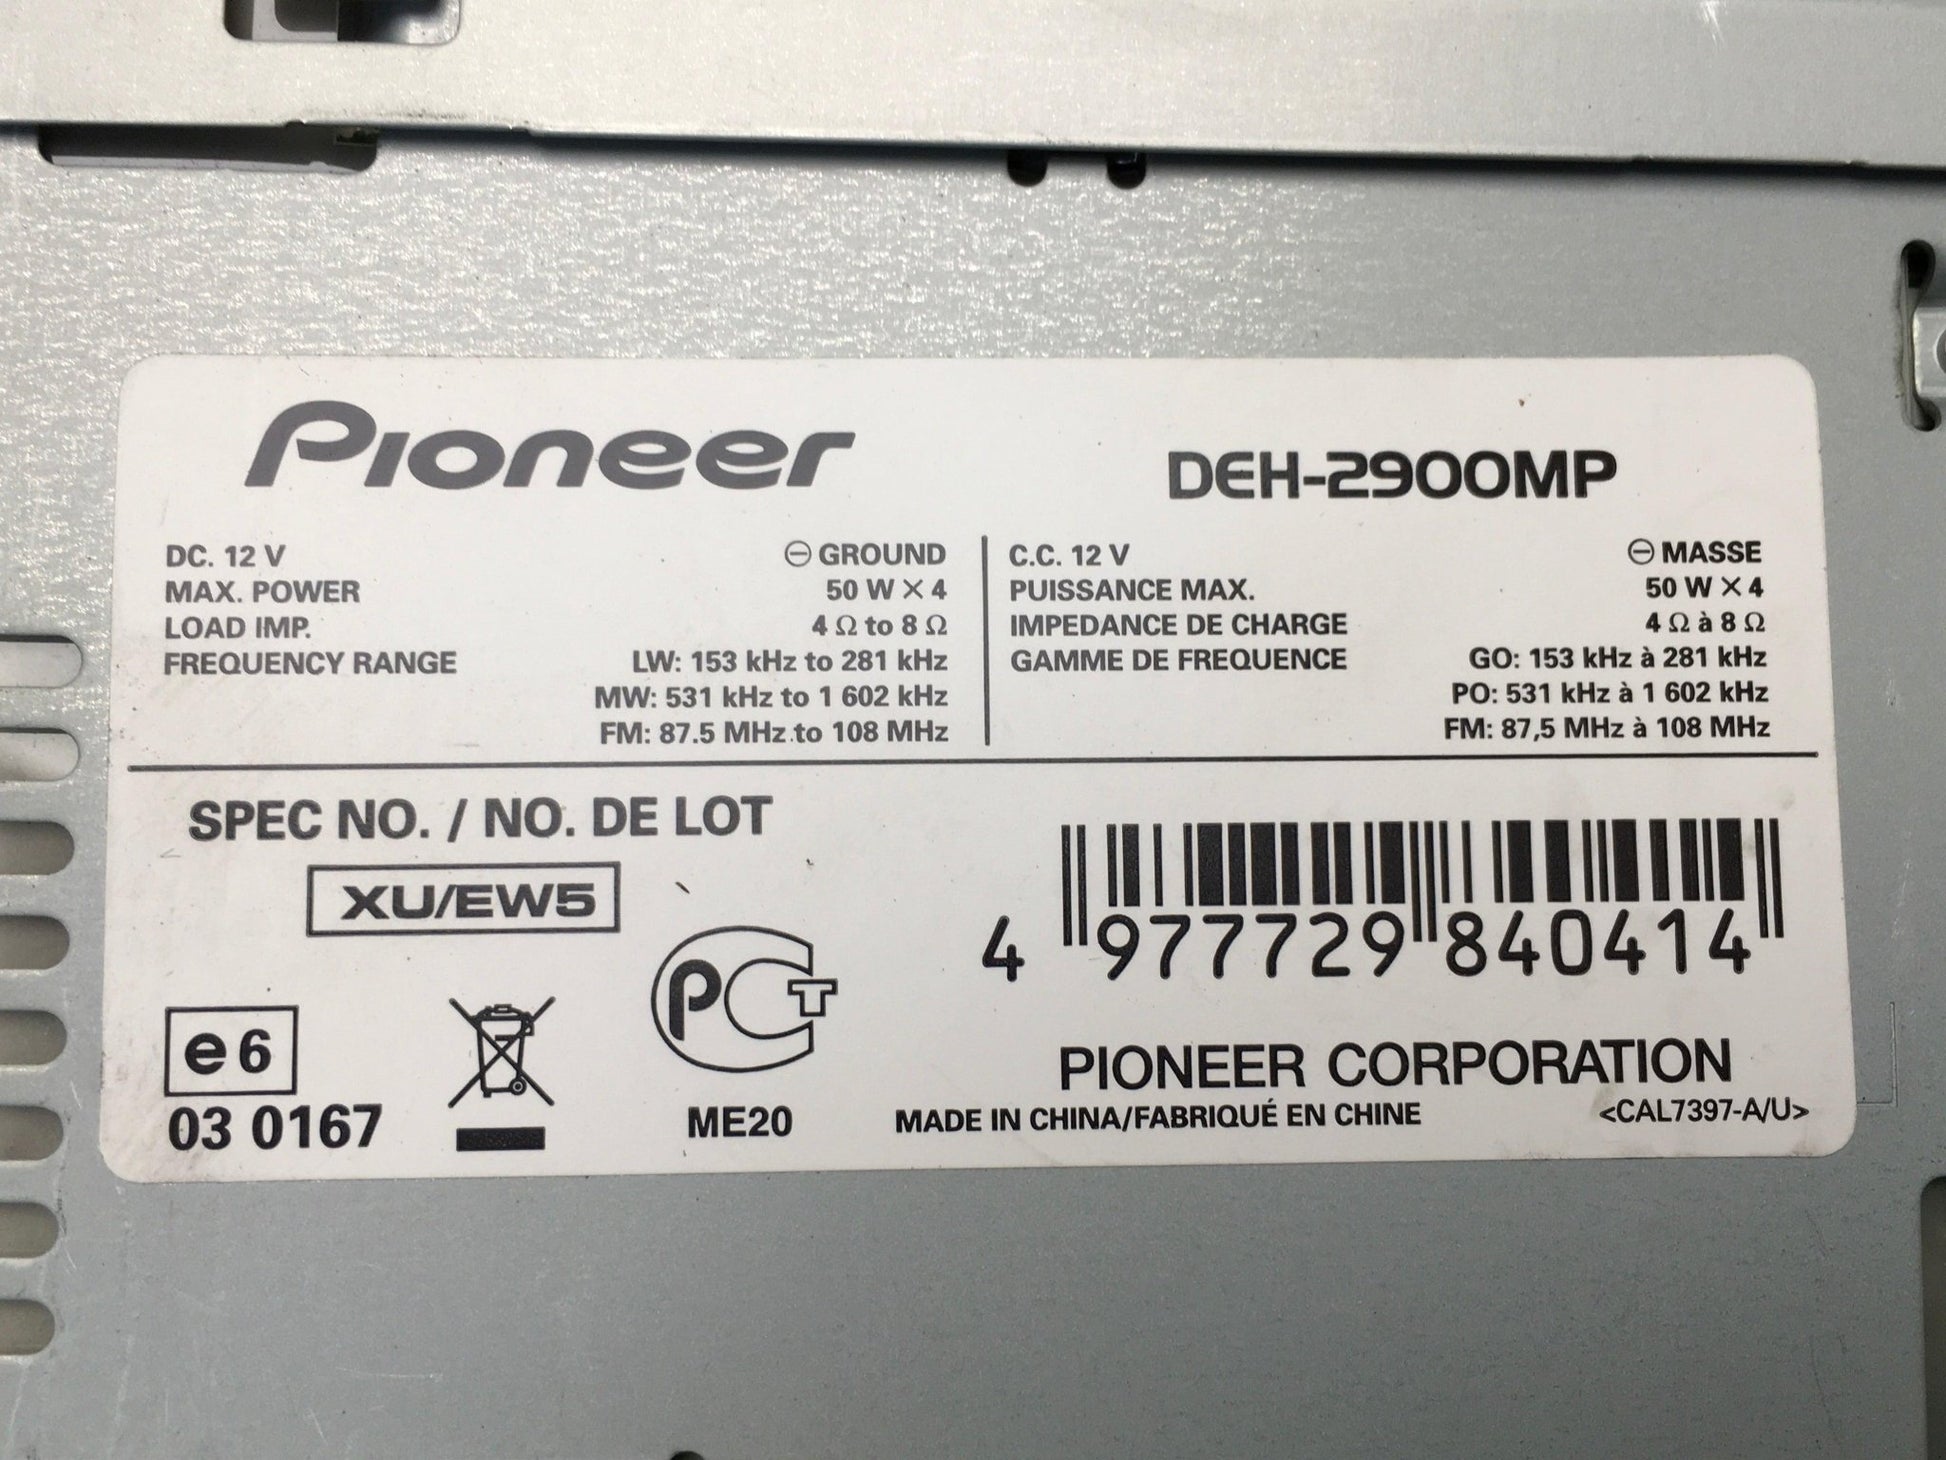 Pioneer
DEH-2900MP
DC. 12 V ⊖ GROUND
MAX. POWER 50 W × 4
LOAD IMP. 4 Ω to 8 Ω
FREQUENCY RANGE LW: 153 kHz to 281 kHz
MW: 531 kHz to 1 602 kHz
FM: 87.5 MHz to 108 MHz
C.C. 12 V ⊖ MASSE
PUISSANCE MAX. 50 W × 4
IMPEDANCE DE CHARGE 4 Ω à 8 Ω
GAMME DE FREQUENCE GO: 153 kHz à 281 kHz
PO: 531 kHz à 1 602 kHz
FM: 87,5 MHz à 108 MHz
SPEC NO. / NO. DE LOT
XU/EW5
e6
03 0167
PCT
ME20
4 977729 840414
PIONEER CORPORATION
MADE IN CHINA/FABRIQUÉ EN CHINE <CAL7397-A/U>